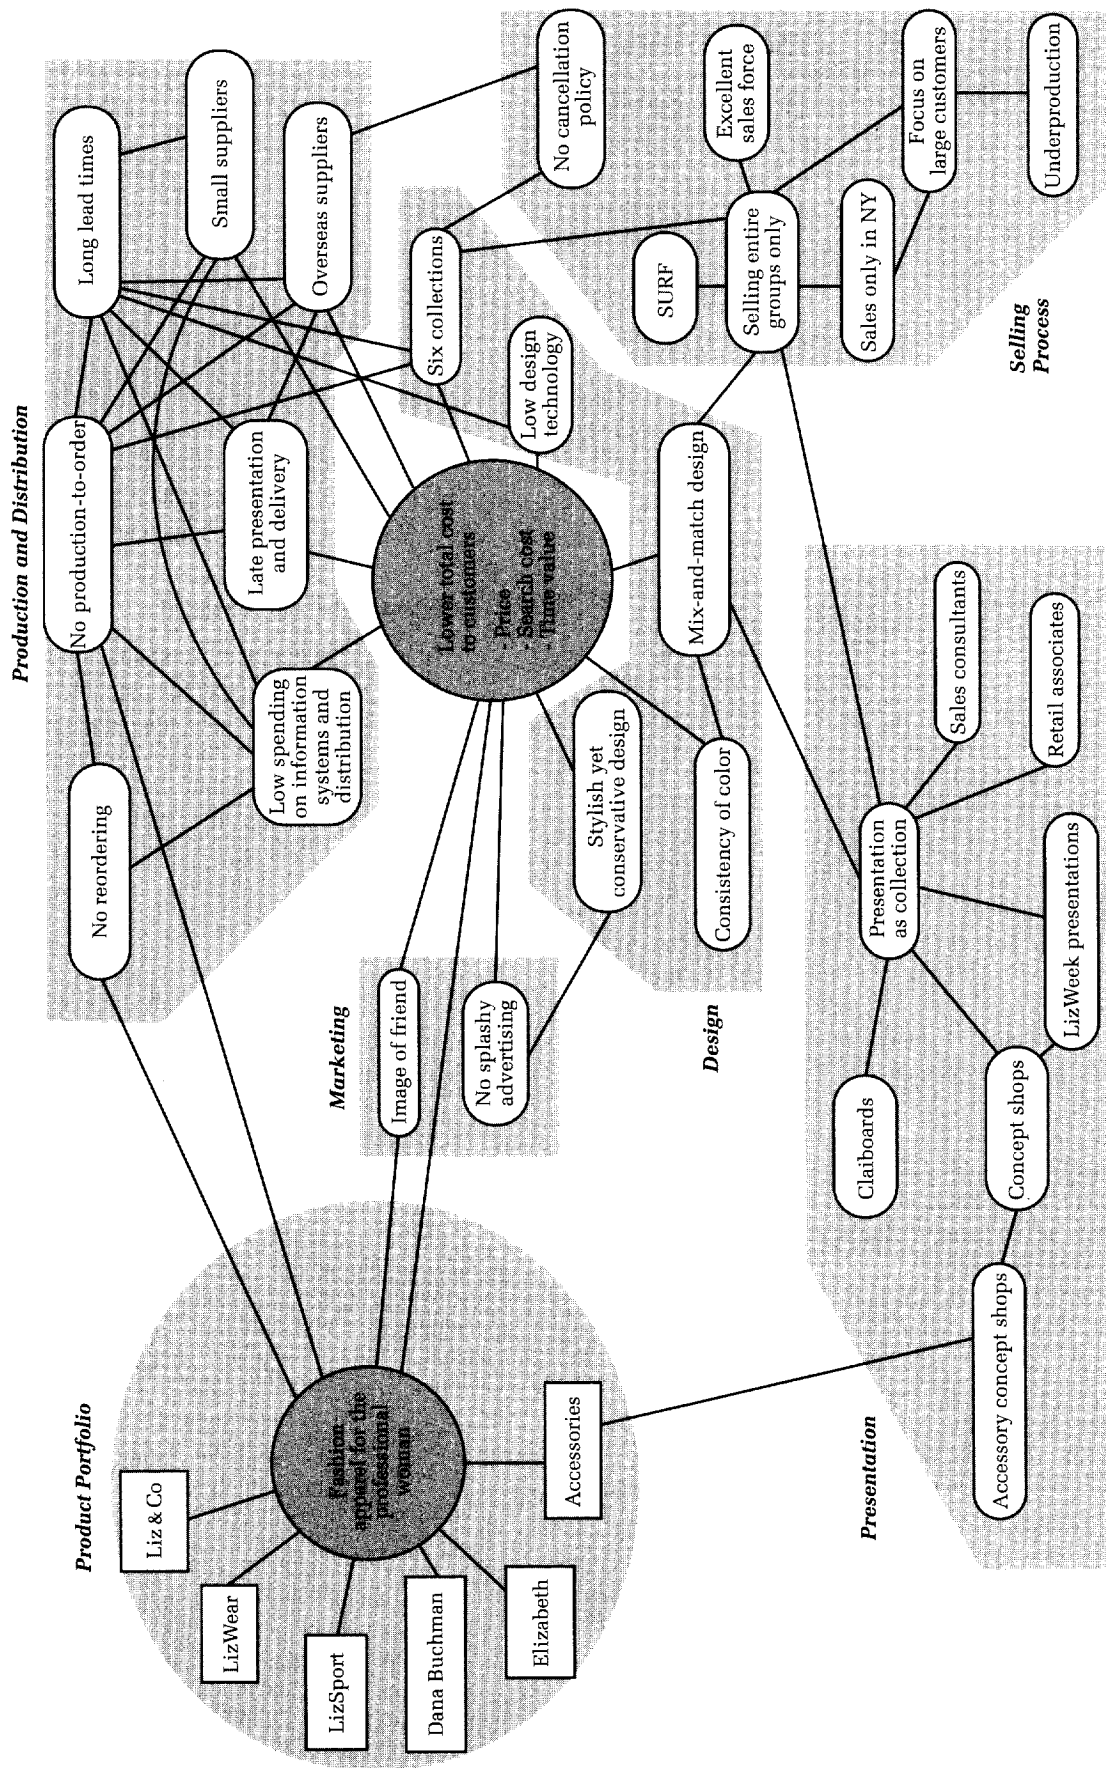 Product Portfolio
Liz & Co
LizWear
LizSport
Dana Buchman
Elizabeth
Accessories
Fashion
apparel for the
professional
woman
Production and Distribution
No reordering
No production-to-order
Long lead times
Small suppliers
Overseas suppliers
Late presentation
and delivery
Low spending
on information
systems and
distribution
Marketing
Image of friend
No splashy
advertising
Lower total cost
to customers
- Price
- Search cost
- Time value
Design
Six collections
Low design
technology
Mix-and-match design
Stylish yet
conservative design
Consistency of color
Selling
Process
No cancellation
policy
SURF
Excellent
sales force
Selling entire
groups only
Sales only in NY
Focus on
large customers
Underproduction
Presentation
Presentation
as collection
Claiboards
Sales consultants
Retail associates
LizWeek presentations
Concept shops
Accessory concept shops